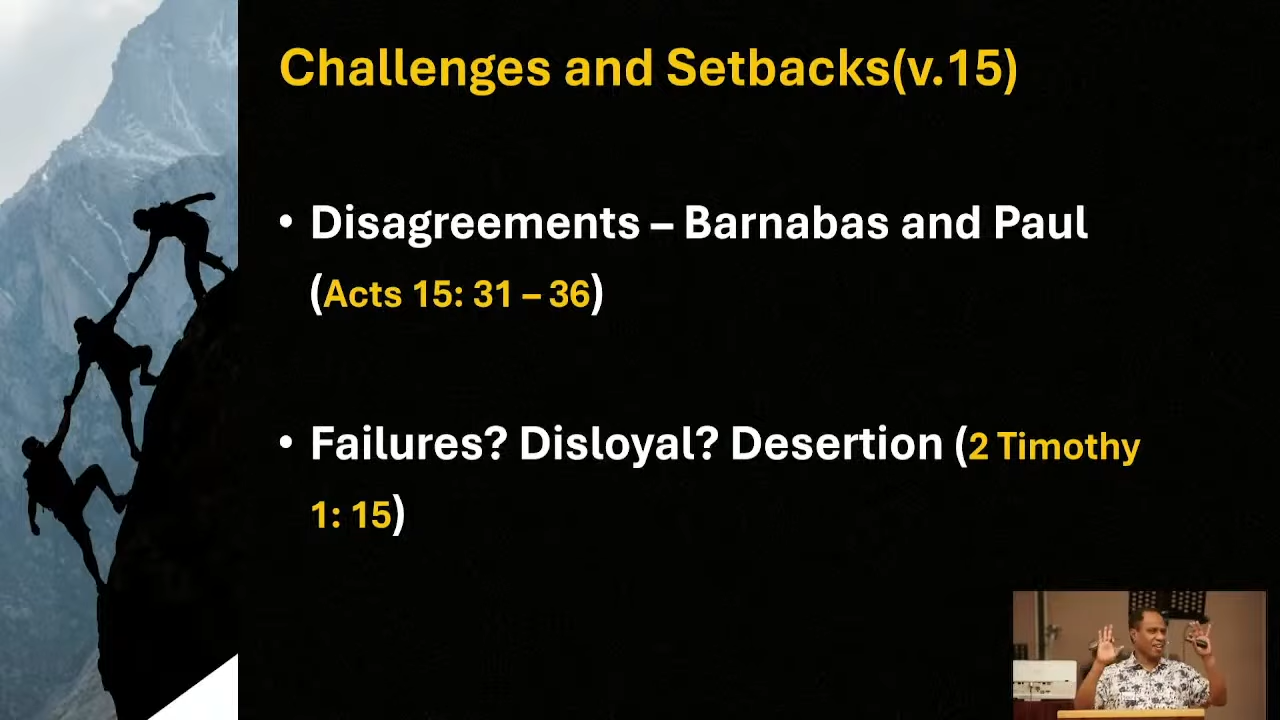 Challenges and Setbacks(v.15)
• Disagreements – Barnabas and Paul
(Acts 15: 31 – 36)
• Failures? Disloyal? Desertion (2 Timothy
1: 15)